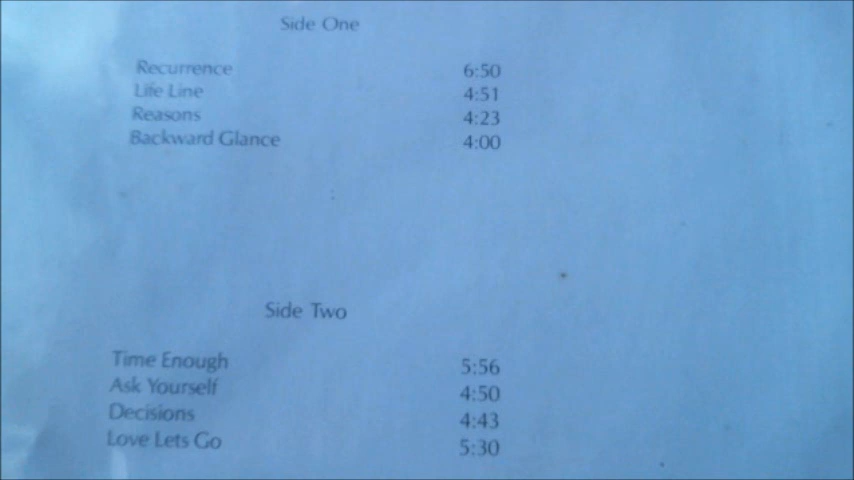 Side One
Recurrence 6:50
Life Line 4:51
Reasons 4:23
Backward Glance 4:00
Side Two
Time Enough 5:56
Ask Yourself 4:50
Decisions 4:43
Love Lets Go 5:30